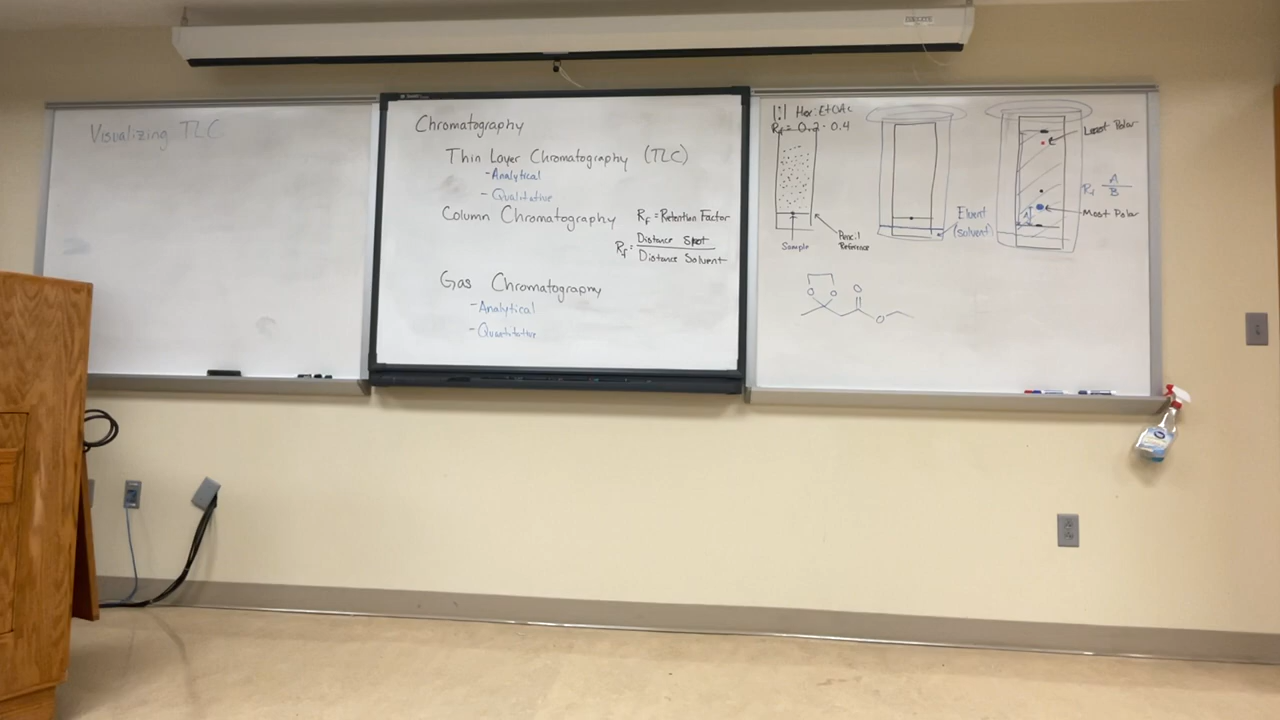 Visualizing TLC
Chromatography
Thin Layer Chromatography (TLC)
-Analytical
-Qualitative
Column Chromatography
Rf = Retention Factor
Rf = Distance Spot
Distance Solvent
Gas Chromatography
-Analytical
-Quantitative
1:1 Hex:EtOAc
Rf = 0.2-0.4
Sample
Pencil
Reference
Eluent
(solvent)
Least Polar
Rf A
B
Most Polar
A
O O O
O